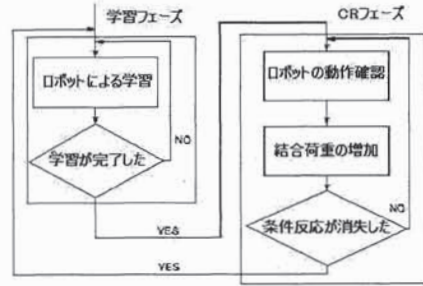 学習フェーズ
ロボットによる学習
学習が完了した
NO
YES
CRフェーズ
ロボットの動作確認
結合荷重の増加
条件反応が消失した
NO
YES